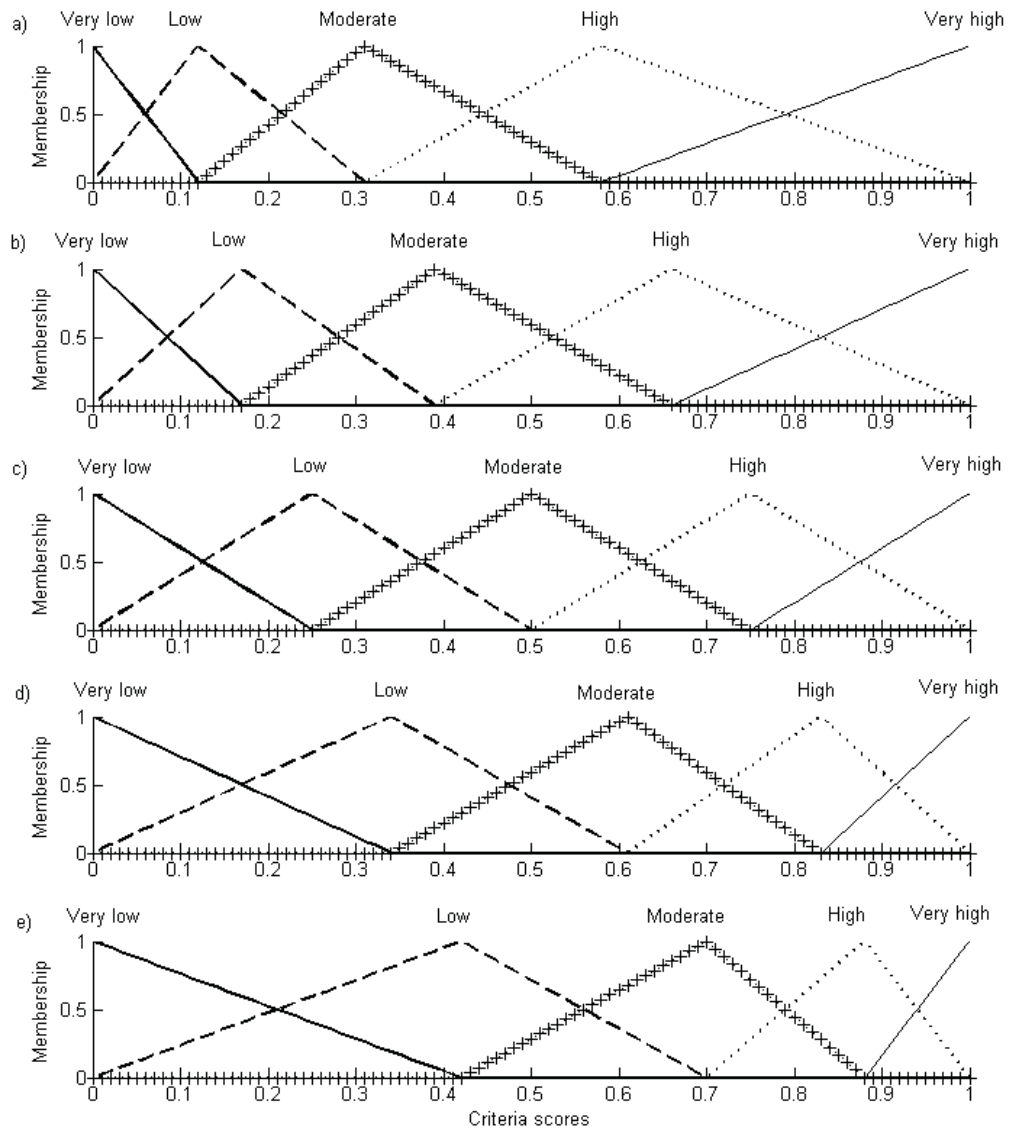 a) Very low Low Moderate High Very high
Membership
1
0.5
0
0 0.1 0.2 0.3 0.4 0.5 0.6 0.7 0.8 0.9 1
b) Very low Low Moderate High Very high
Membership
1
0.5
0
0 0.1 0.2 0.3 0.4 0.5 0.6 0.7 0.8 0.9 1
c) Very low Low Moderate High Very high
Membership
1
0.5
0
0 0.1 0.2 0.3 0.4 0.5 0.6 0.7 0.8 0.9 1
d) Very low Low Moderate High Very high
Membership
1
0.5
0
0 0.1 0.2 0.3 0.4 0.5 0.6 0.7 0.8 0.9 1
e) Very low Low Moderate High Very high
Membership
1
0.5
0
0 0.1 0.2 0.3 0.4 0.5 0.6 0.7 0.8 0.9 1
Criteria scores